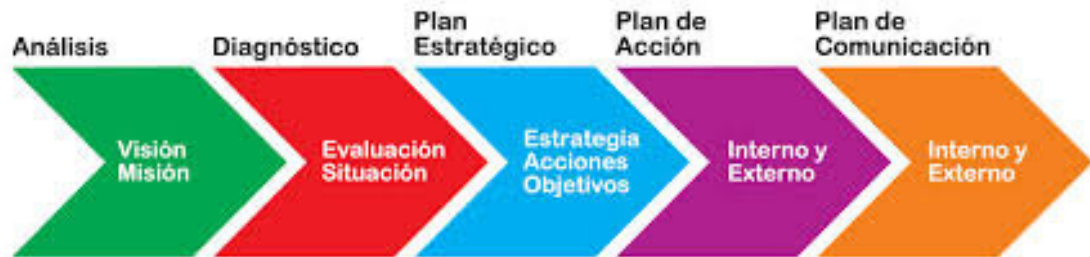 Análisis
Visión
Misión
Diagnóstico
Evaluación
Situación
Plan
Estratégico
Estrategia
Acciones
Objetivos
Plan de
Acción
Interno y
Externo
Plan de
Comunicación
Interno y
Externo